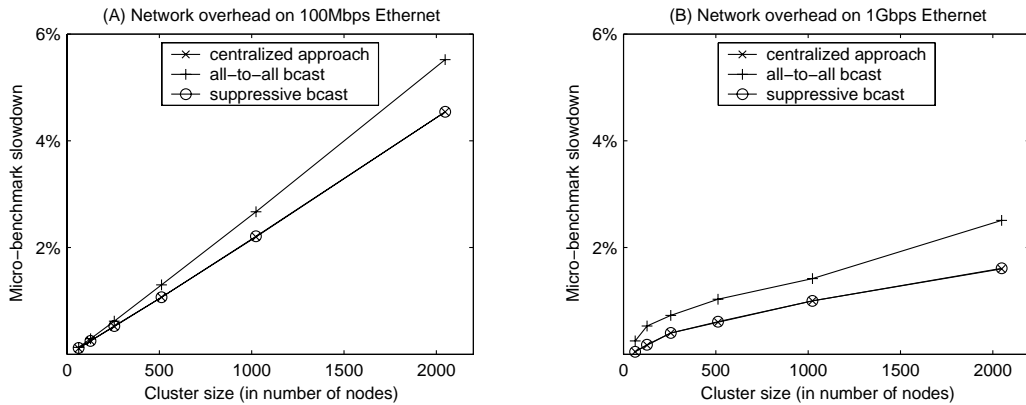 (A) Network overhead on 100Mbps Ethernet
6%
4%
2%
Micro−benchmark slowdown
centralized approach
all−to−all bcast
suppressive bcast
0
500
1000
1500
2000
Cluster size (in number of nodes)
(B) Network overhead on 1Gbps Ethernet
6%
4%
2%
Micro−benchmark slowdown
centralized approach
all−to−all bcast
suppressive bcast
0
500
1000
1500
2000
Cluster size (in number of nodes)